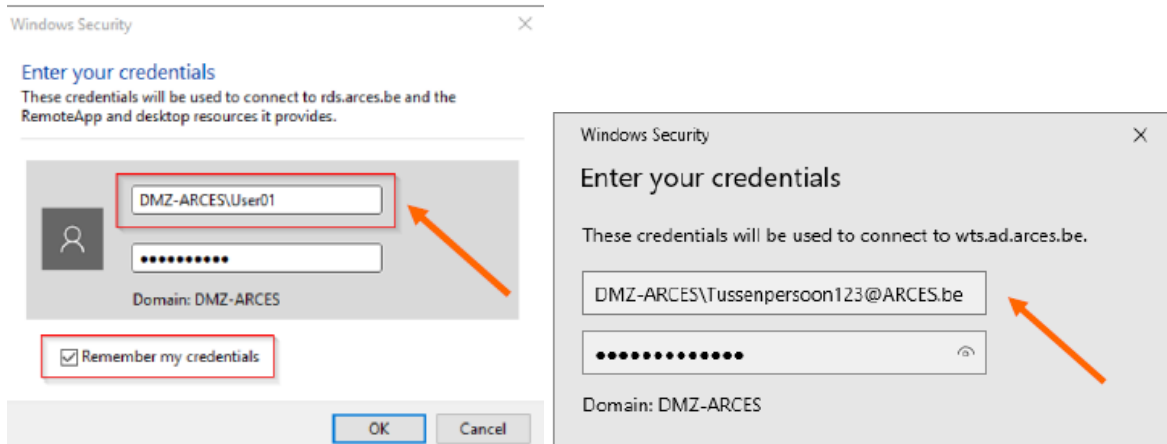 Windows Security
Enter your credentials
These credentials will be used to connect to rds.arces.be and the
RemoteApp and desktop resources it provides.
DMZ-ARCES\User01
●●●●●●●●●●
Domain: DMZ-ARCES
Remember my credentials
OK Cancel
Windows Security
Enter your credentials
These credentials will be used to connect to wts.ad.arces.be.
DMZ-ARCES\Tussenpersoon123@ARCES.be
●●●●●●●●●●●●●
Domain: DMZ-ARCES